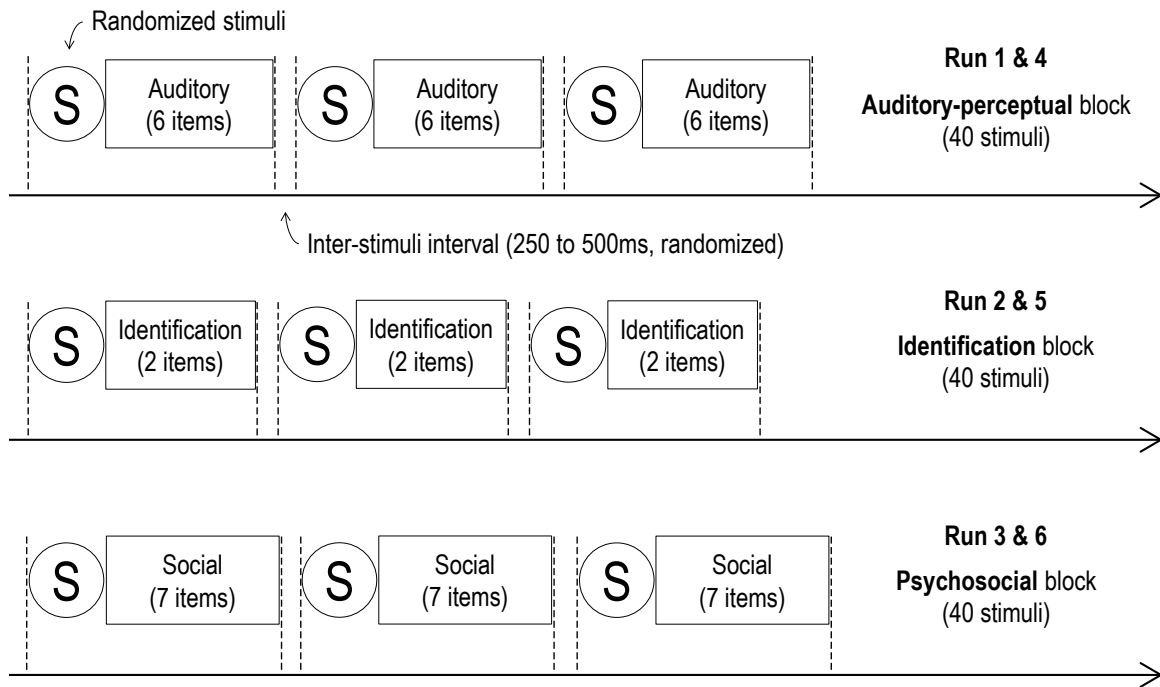 Randomized stimuli
S
Auditory
(6 items)
S
Auditory
(6 items)
S
Auditory
(6 items)
Run 1 & 4
Auditory-perceptual block
(40 stimuli)
Inter-stimuli interval (250 to 500ms, randomized)
S
Identification
(2 items)
S
Identification
(2 items)
S
Identification
(2 items)
Run 2 & 5
Identification block
(40 stimuli)
S
Social
(7 items)
S
Social
(7 items)
S
Social
(7 items)
Run 3 & 6
Psychosocial block
(40 stimuli)